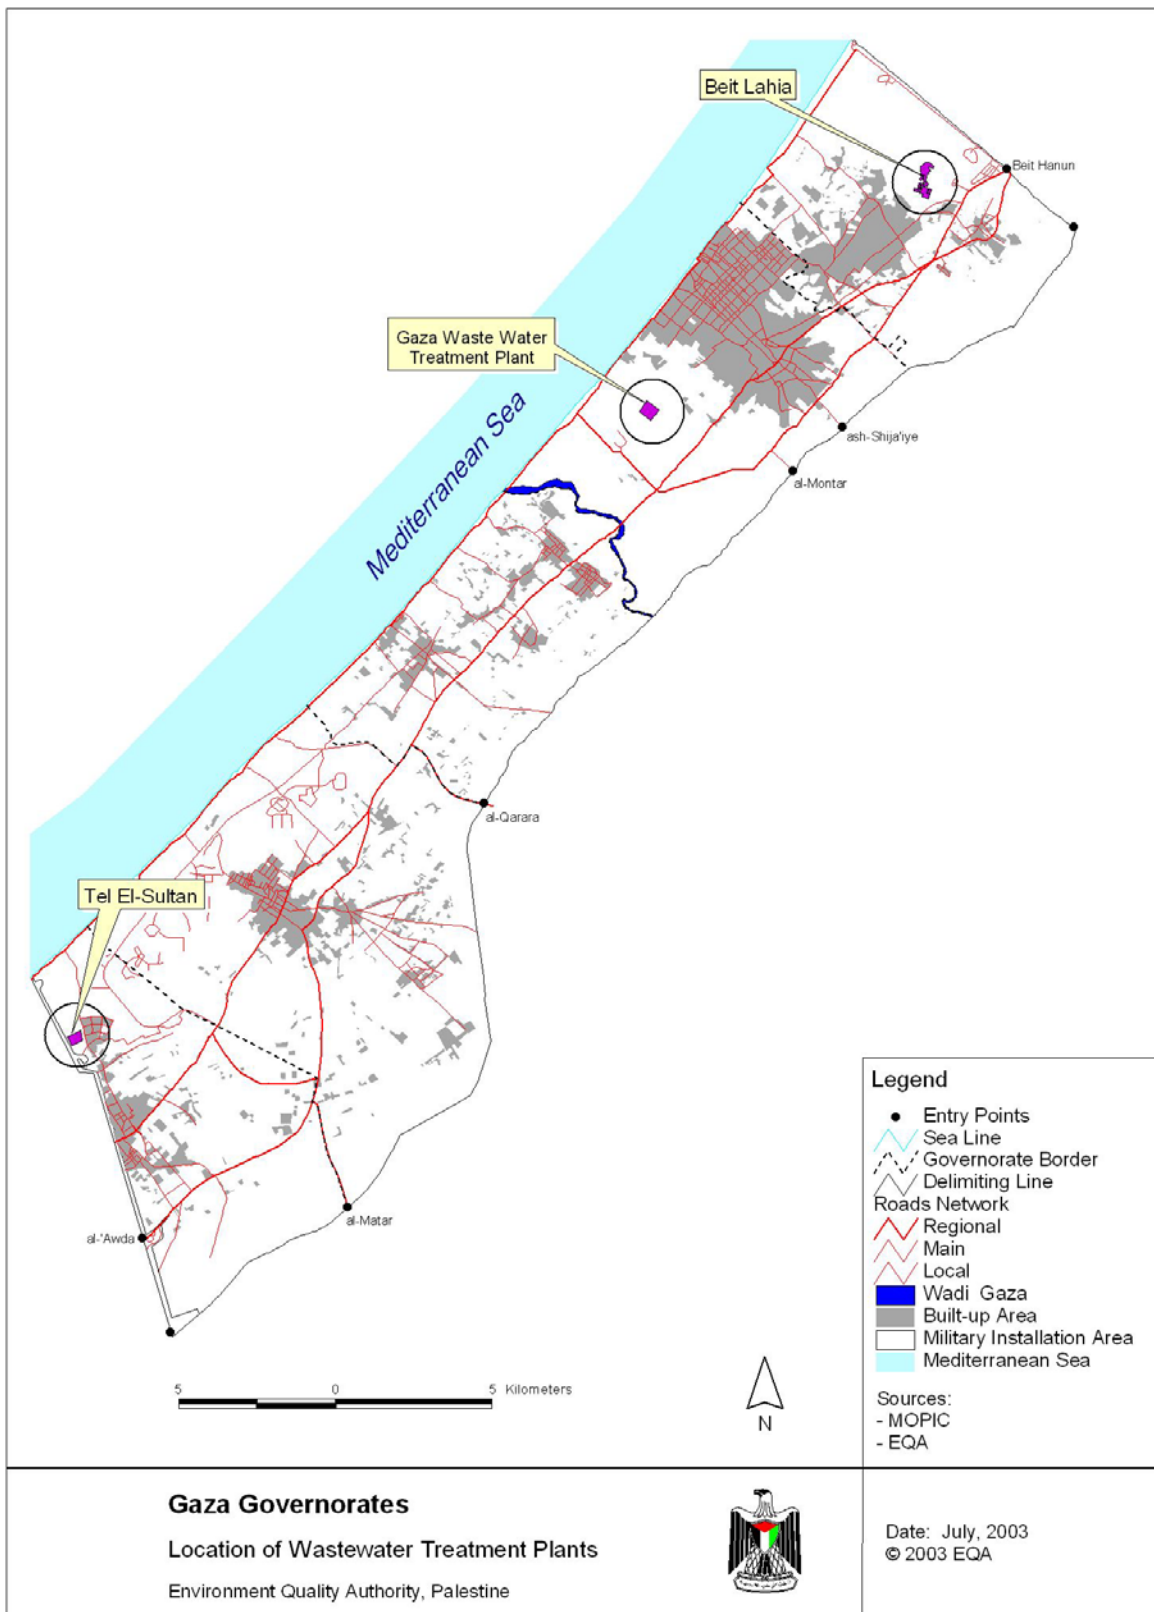 Beit Lahia
Beit Hanun
Gaza Waste Water
Treatment Plant
Mediterranean Sea
ash-Shija'iye
al-Montar
al-Qarara
Tel El-Sultan
al-Matar
al-'Awda
Legend
Entry Points
Sea Line
Governorate Border
Delimiting Line
Roads Network
Regional
Main
Local
Wadi Gaza
Built-up Area
Military Installation Area
Mediterranean Sea
5 0 5 Kilometers
N
Sources:
- MOPIC
- EQA
Gaza Governorates
Location of Wastewater Treatment Plants
Environment Quality Authority, Palestine
Date: July, 2003
© 2003 EQA